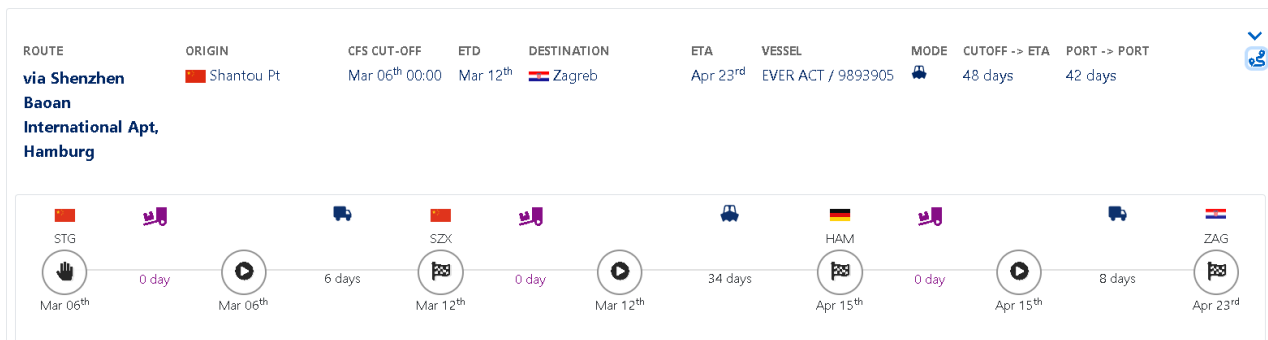 ROUTE ORIGIN CFS CUT-OFF ETD DESTINATION ETA VESSEL MODE CUTOFF -> ETA PORT -> PORT
via Shenzhen Shantou Pt Mar 06th 00:00 Mar 12th Zagreb Apr 23rd EVER ACT / 9893905 48 days 42 days
Baoan
International Apt,
Hamburg
STG SZX HAM ZAG
0 day 6 days 0 day 34 days 0 day 8 days
Mar 06th Mar 06th Mar 12th Mar 12th Apr 15th Apr 15th Apr 23rd